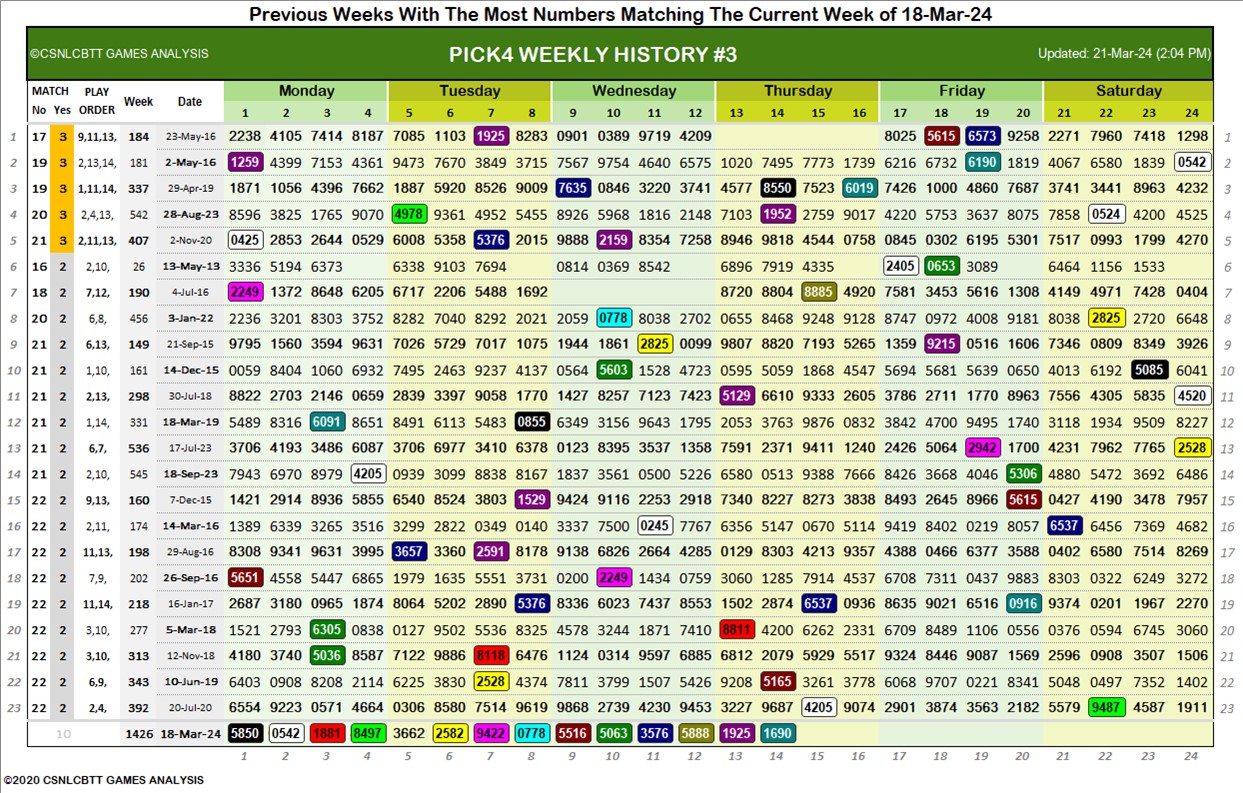 Previous Weeks With The Most Numbers Matching The Current Week of 18-Mar-24
©CSNLCBTT GAMES ANALYSIS PICK4 WEEKLY HISTORY #3 Updated: 21-Mar-24 (2:04 PM)
MATCH PLAY Week Date Monday Tuesday Wednesday Thursday Friday Saturday
No Yes ORDER 1 2 3 4 5 6 7 8 9 10 11 12 13 14 15 16 17 18 19 20 21 22 23 24
1 17 3 9,11,13, 184 23-May-16 2238 4105 7414 8187 7085 1103 1925 8283 0901 0389 9719 4209 8025 5615 6573 9258 2271 7960 7418 1298 1
2 19 3 2,13,14, 181 2-May-16 1259 4399 7153 4361 9473 7670 3849 3715 7567 9754 4640 6575 1020 7495 7773 1739 6216 6732 6190 1819 4067 6580 1839 0542 2
3 19 3 1,11,14, 337 29-Apr-19 1871 1056 4396 7662 1887 5920 8526 9009 7635 0846 3220 3741 4577 8550 7523 6019 7426 1000 4860 7687 3741 3441 8963 4232 3
4 20 3 2,4,13, 542 28-Aug-23 8596 3825 1765 9070 4978 9361 4952 5455 8926 5968 1816 2148 7103 1952 2759 9017 4220 5753 3637 8075 7858 0524 4200 4525 4
5 21 3 2,11,13, 407 2-Nov-20 0425 2853 2644 0529 6008 5358 5376 2015 9888 2159 8354 7258 8946 9818 4544 0758 0845 0302 6195 5301 7517 0993 1799 4270 5
6 16 2 2,10, 26 13-May-13 3336 5194 6373 6338 9103 7694 0814 0369 8542 6896 7919 4335 2405 0653 3089 6464 1156 1533 6
7 18 2 7,12, 190 4-Jul-16 2249 1372 8648 6205 6717 2206 5488 1692 8720 8804 8885 4920 7581 3453 5616 1308 4149 4971 7428 0404 7
8 20 2 6,8, 456 3-Jan-22 2236 3201 8303 3752 8282 7040 8292 2021 2059 0778 8038 2702 0655 8468 9248 9128 8747 0972 4008 9181 8038 2825 2720 6648 8
9 21 2 6,13, 149 21-Sep-15 9795 1560 3594 9631 7026 5729 7017 1075 1944 1861 2825 0099 9807 8820 7193 5265 1359 9215 0516 1606 7346 0809 8349 3926 9
10 21 2 1,10, 161 14-Dec-15 0059 8404 1060 6932 7495 2463 9237 4137 0564 5603 1528 4723 0595 5059 1868 4547 5694 5681 5639 0650 4013 6192 5085 6041 10
11 21 2 2,13, 298 30-Jul-18 8822 2703 2146 0659 2839 3397 9058 1770 1427 8257 7123 7423 5129 6610 9333 2605 3786 2711 1770 8963 7556 4305 5835 4520 11
12 21 2 1,14, 331 18-Mar-19 5489 8316 6091 8651 8491 6113 5483 0855 6349 3156 9643 1795 2053 3763 9876 0832 3842 4700 9495 1740 3118 1934 9509 8227 12
13 21 2 6,7, 536 17-Jul-23 3706 4193 3486 6087 3706 6977 3410 6378 0123 8395 3537 1358 7591 2371 9411 1240 2426 5064 2942 1700 4231 7962 7765 2528 13
14 21 2 2,10, 545 18-Sep-23 7943 6970 8979 4205 0939 3099 1838 8167 1837 3561 0500 5226 6580 0513 9388 7666 8426 3668 4046 5306 4880 5472 3692 6486 14
15 22 2 9,13, 160 7-Dec-15 1421 2914 8936 5855 6540 8524 3803 1529 9424 9116 2253 2918 7340 8227 8273 3838 8493 2645 8966 5615 0427 4190 3478 7957 15
16 22 2 2,11, 174 14-Mar-16 1389 6339 3265 3516 3299 2822 0349 0140 3337 7500 0245 7767 6356 5147 0670 5114 9419 8402 0219 8057 6537 6456 7369 4682 16
17 22 2 11,13, 198 29-Aug-16 8308 9341 9631 3995 3657 3360 2591 8178 9138 6826 2664 4285 0129 8303 4213 9357 4388 0466 6377 3588 0402 6580 7514 8269 17
18 22 2 7,9, 202 26-Sep-16 5651 4558 5447 6865 1979 1635 5551 3731 0200 2249 1434 0759 3060 1285 7914 4537 6708 7311 0437 9883 8303 0322 6249 3272 18
19 22 2 11,14, 218 16-Jan-17 2687 3180 0965 1874 8064 5202 2890 5376 8336 6023 7437 8553 1502 2874 6537 0936 8635 9021 6516 0916 9374 0201 1967 2270 19
20 22 2 3,10, 277 5-Mar-18 1521 2793 6305 0838 0127 9502 5536 8325 4578 3244 1871 7410 8811 4200 6262 2331 6709 8489 1106 6556 0376 0594 6745 3060 20
21 22 2 3,10, 313 12-Nov-18 4180 3740 5036 8587 7122 9886 8118 6476 1124 0314 9597 6885 6812 2079 5929 5517 9324 4446 9087 1569 2596 0908 3507 1506 21
22 22 2 6,9, 343 10-Jun-19 6403 0908 8208 2114 6225 3830 2528 4374 7811 3799 1507 5426 9208 5165 3261 3778 6068 9707 0221 8341 5048 0497 7352 1402 22
23 22 2 2,4, 392 20-Jul-20 6554 9223 0571 4664 0306 8580 7514 9619 9868 2739 4230 9453 3227 9687 4205 9074 2901 3874 3563 2182 5579 9487 4587 1911 23
10 1426 18-Mar-24 5850 0542 1881 8497 3662 2582 9422 0778 5516 5063 3576 5888 1925 1690
1 2 3 4 5 6 7 8 9 10 11 12 13 14 15 16 17 18 19 20 21 22 23 24
©2020 CSNLCBTT GAMES ANALYSIS